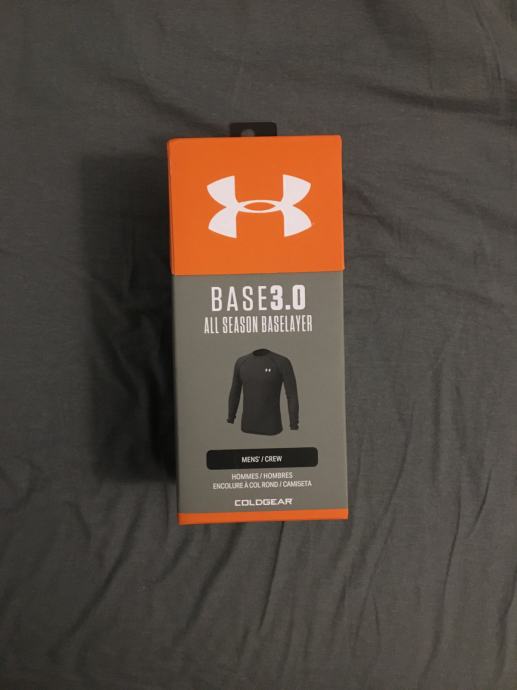 BASE3.0
ALL SEASON BASELAYER
MENS' / CREW
HOMMES / HOMBRES
ENCOLURE À COL ROND / CAMISETA
COLDGEAR